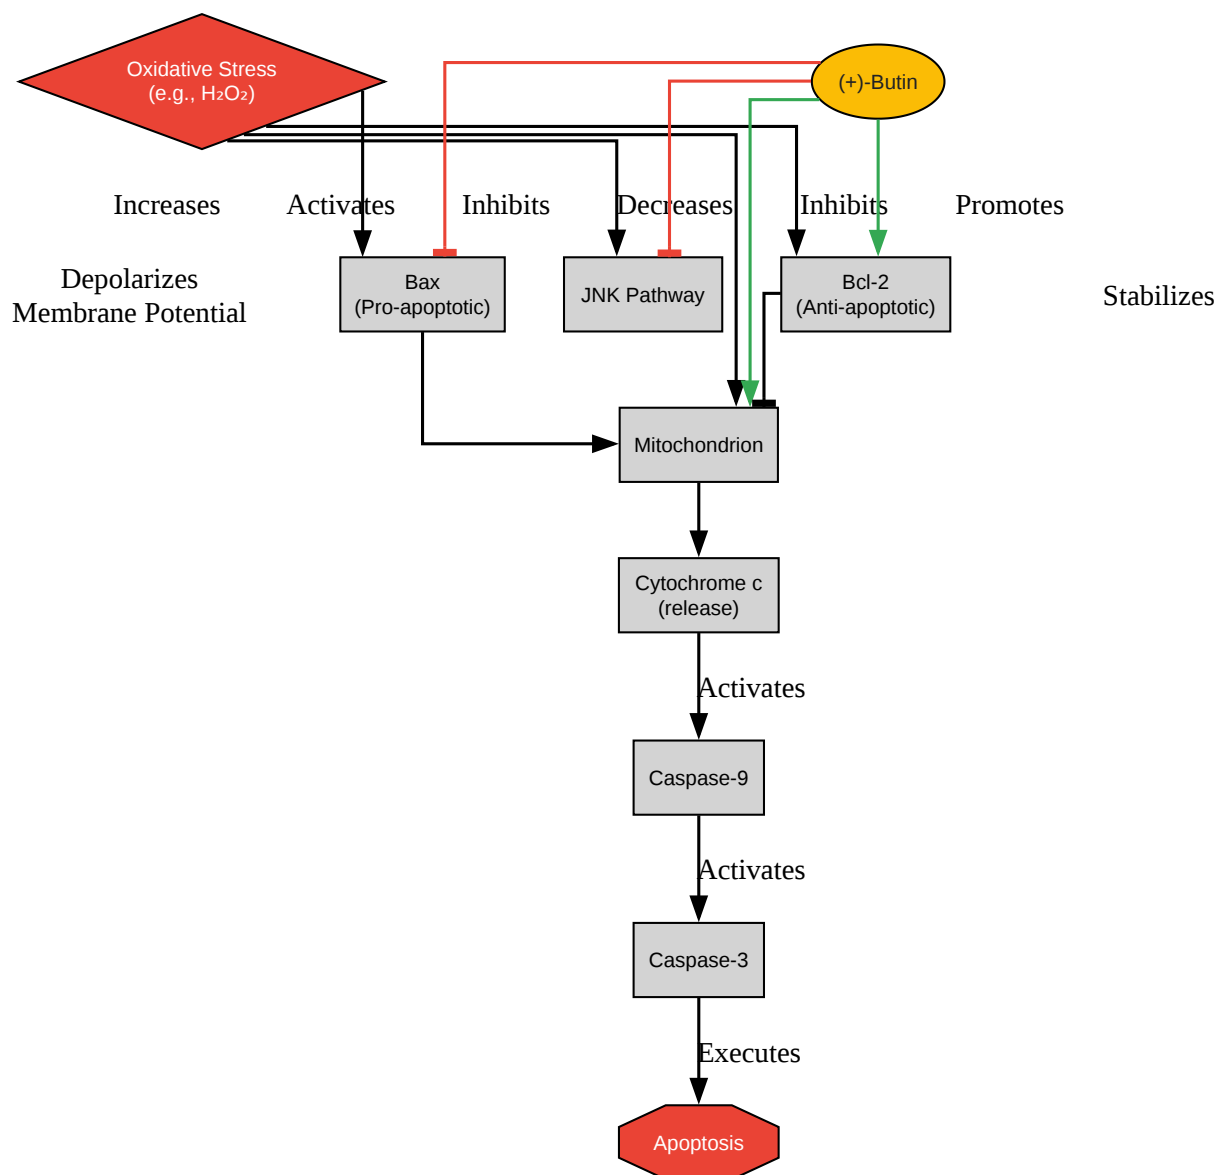 Oxidative Stress
(e.g., H₂O₂)
(+)-Butin
Increases
Activates
Inhibits
Decreases
Inhibits
Promotes
Depolarizes
Membrane Potential
Bax
(Pro-apoptotic)
JNK Pathway
Bcl-2
(Anti-apoptotic)
Stabilizes
Mitochondrion
Cytochrome c
(release)
Activates
Caspase-9
Activates
Caspase-3
Executes
Apoptosis